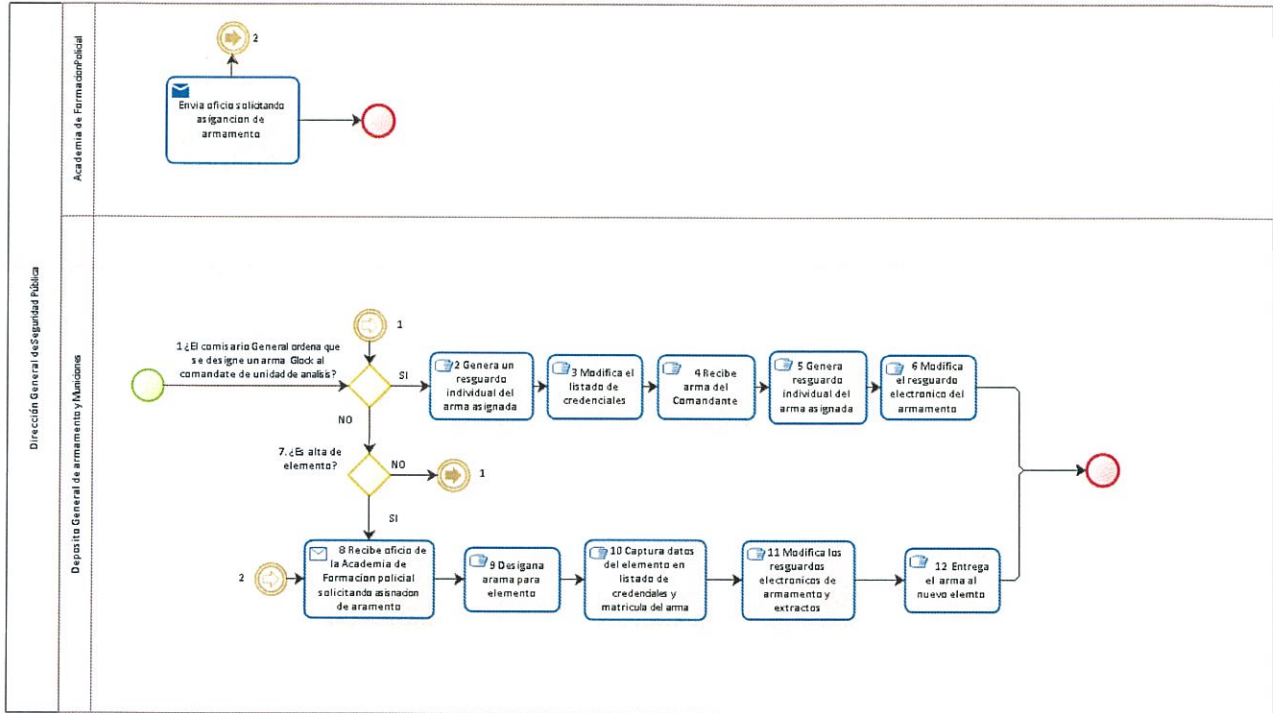 Dirección General de Seguridad Pública
Academia de FormacionPolicial
2
Envia oficio solicitando
asigancion de
armamento
Deposito General de armamento y Municiones
1 ¿El comisario General ordena que
se designe un arma Glock al
comandate de unidad de analisis?
1
SI
2 Genera un
resguardo
individual del
arma asignada
3 Modifica el
listado de
credenciales
4 Recibe
arma del
Comandante
5 Genera
resguardo
individual del
arma asignada
6 Modifica
el resguardo
electronico del
armamento
NO
7. ¿Es alta de
elemento?
NO
1
SI
2
8 Recibe oficio de
la Academia de
Formacion policial
solicitando asinacion
de aramento
9 Desigana
arama para
elemento
10 Captura datos
del elemento en
listado de
credenciales y
matricula del arma
11 Modifica los
resguardos
electronicos de
armamento y
extractos
12 Entrega
el arma al
nuevo elemto